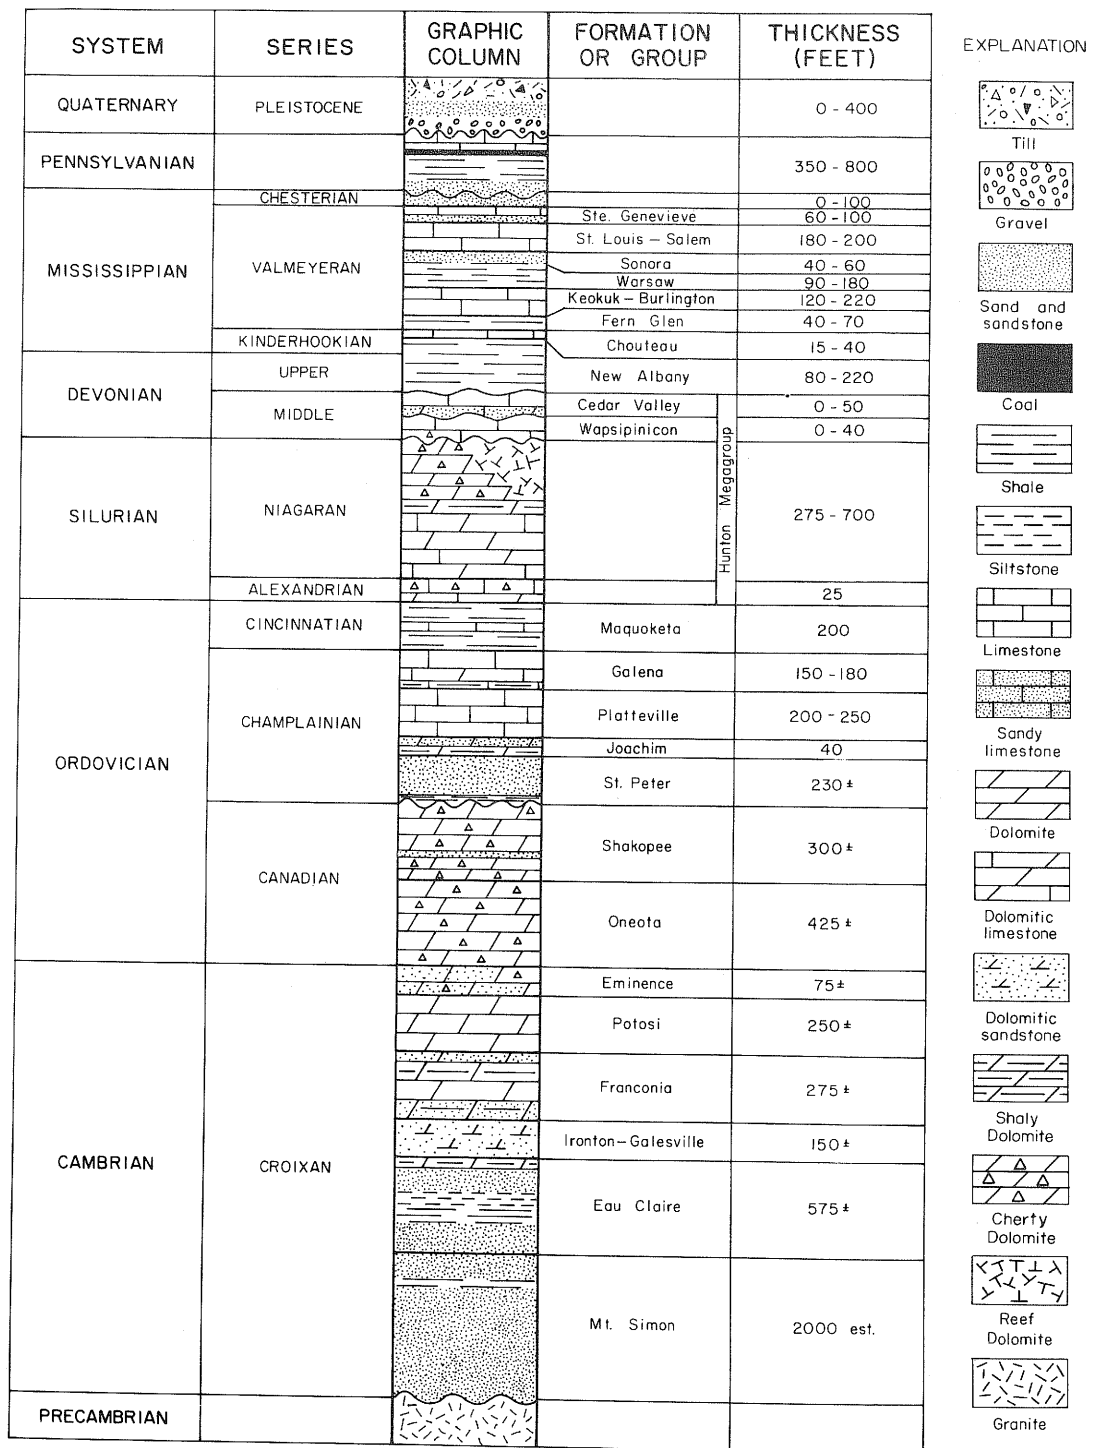 SYSTEM
SERIES
GRAPHIC
COLUMN
FORMATION
OR GROUP
THICKNESS
(FEET)
QUATERNARY
PLEISTOCENE
0 - 400
PENNSYLVANIAN
350 - 800
MISSISSIPPIAN
CHESTERIAN
0 - 100
VALMEYERAN
Ste. Genevieve
60 - 100
St. Louis – Salem
180 - 200
Sonora
40 - 60
Warsaw
90 - 180
Keokuk – Burlington
120 - 220
Fern Glen
40 - 70
KINDERHOOKIAN
Chouteau
15 - 40
DEVONIAN
UPPER
New Albany
80 - 220
MIDDLE
Cedar Valley
0 - 50
Wapsipinicon
0 - 40
Hunton Megagroup
SILURIAN
NIAGARAN
275 - 700
ALEXANDRIAN
25
ORDOVICIAN
CINCINNATIAN
Maquoketa
200
CHAMPLAINIAN
Galena
150 - 180
Platteville
200 - 250
Joachim
40
St. Peter
230 ±
CANADIAN
Shakopee
300 ±
Oneota
425 ±
CAMBRIAN
CROIXAN
Eminence
75 ±
Potosi
250 ±
Franconia
275 ±
Ironton–Galesville
150 ±
Eau Claire
575 ±
Mt. Simon
2000 est.
PRECAMBRIAN
EXPLANATION
Till
Gravel
Sand and
sandstone
Coal
Shale
Siltstone
Limestone
Sandy
limestone
Dolomite
Dolomitic
limestone
Dolomitic
sandstone
Shaly
Dolomite
Cherty
Dolomite
Reef
Dolomite
Granite